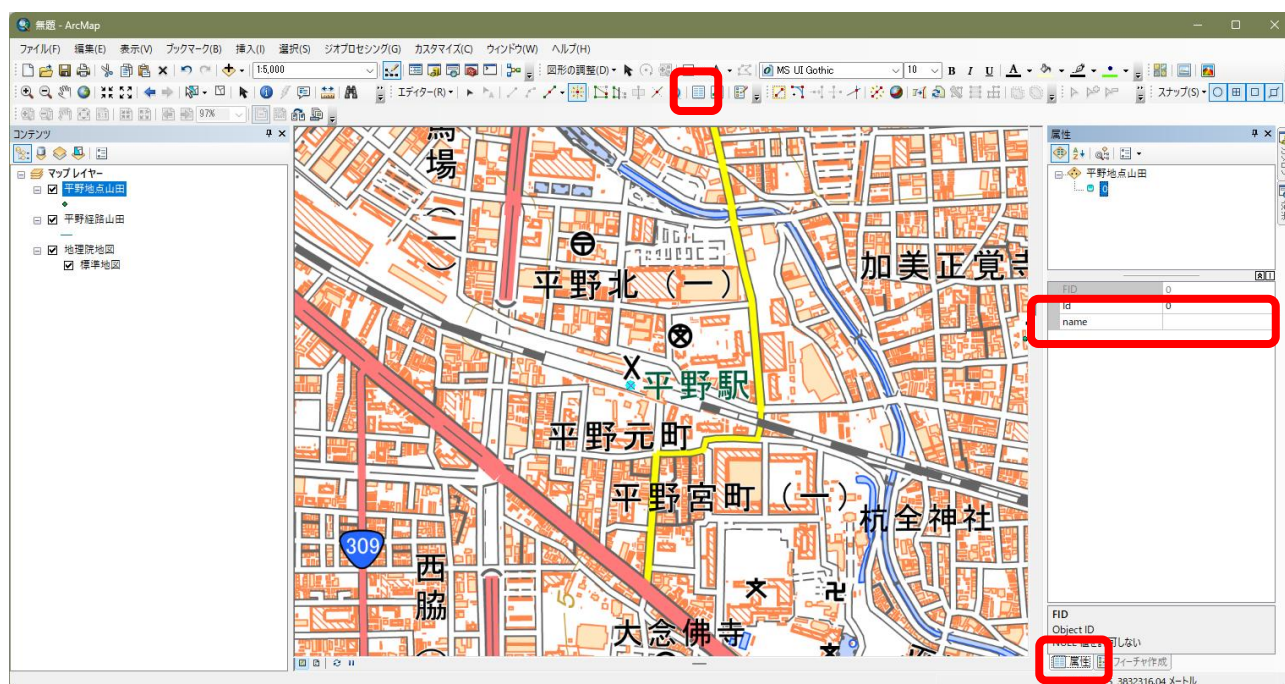 無題 - ArcMap
ファイル(F) 編集(E) 表示(V) ブックマーク(B) 挿入(I) 選択(S) ジオプロセシング(G) カスタマイズ(C) ウィンドウ(W) ヘルプ(H)
1:5,000 図形の調整(D) MS UI Gothic 10 B I U A
エディター(R) スナップ(S)
97%
コンテンツ
マップ レイヤー
平野地点山田
平野経路山田
地理院地図
標準地図
馬場(一)
平野北(一)
加美正覚寺
平野駅
平野元町
平野宮町(一)
杭全神社
309
西脇(
大念佛寺
属性
平野地点山田
0
FID 0
Id 0
name
FID
Object ID
属性 フィーチャ作成
3832316.04 メートル